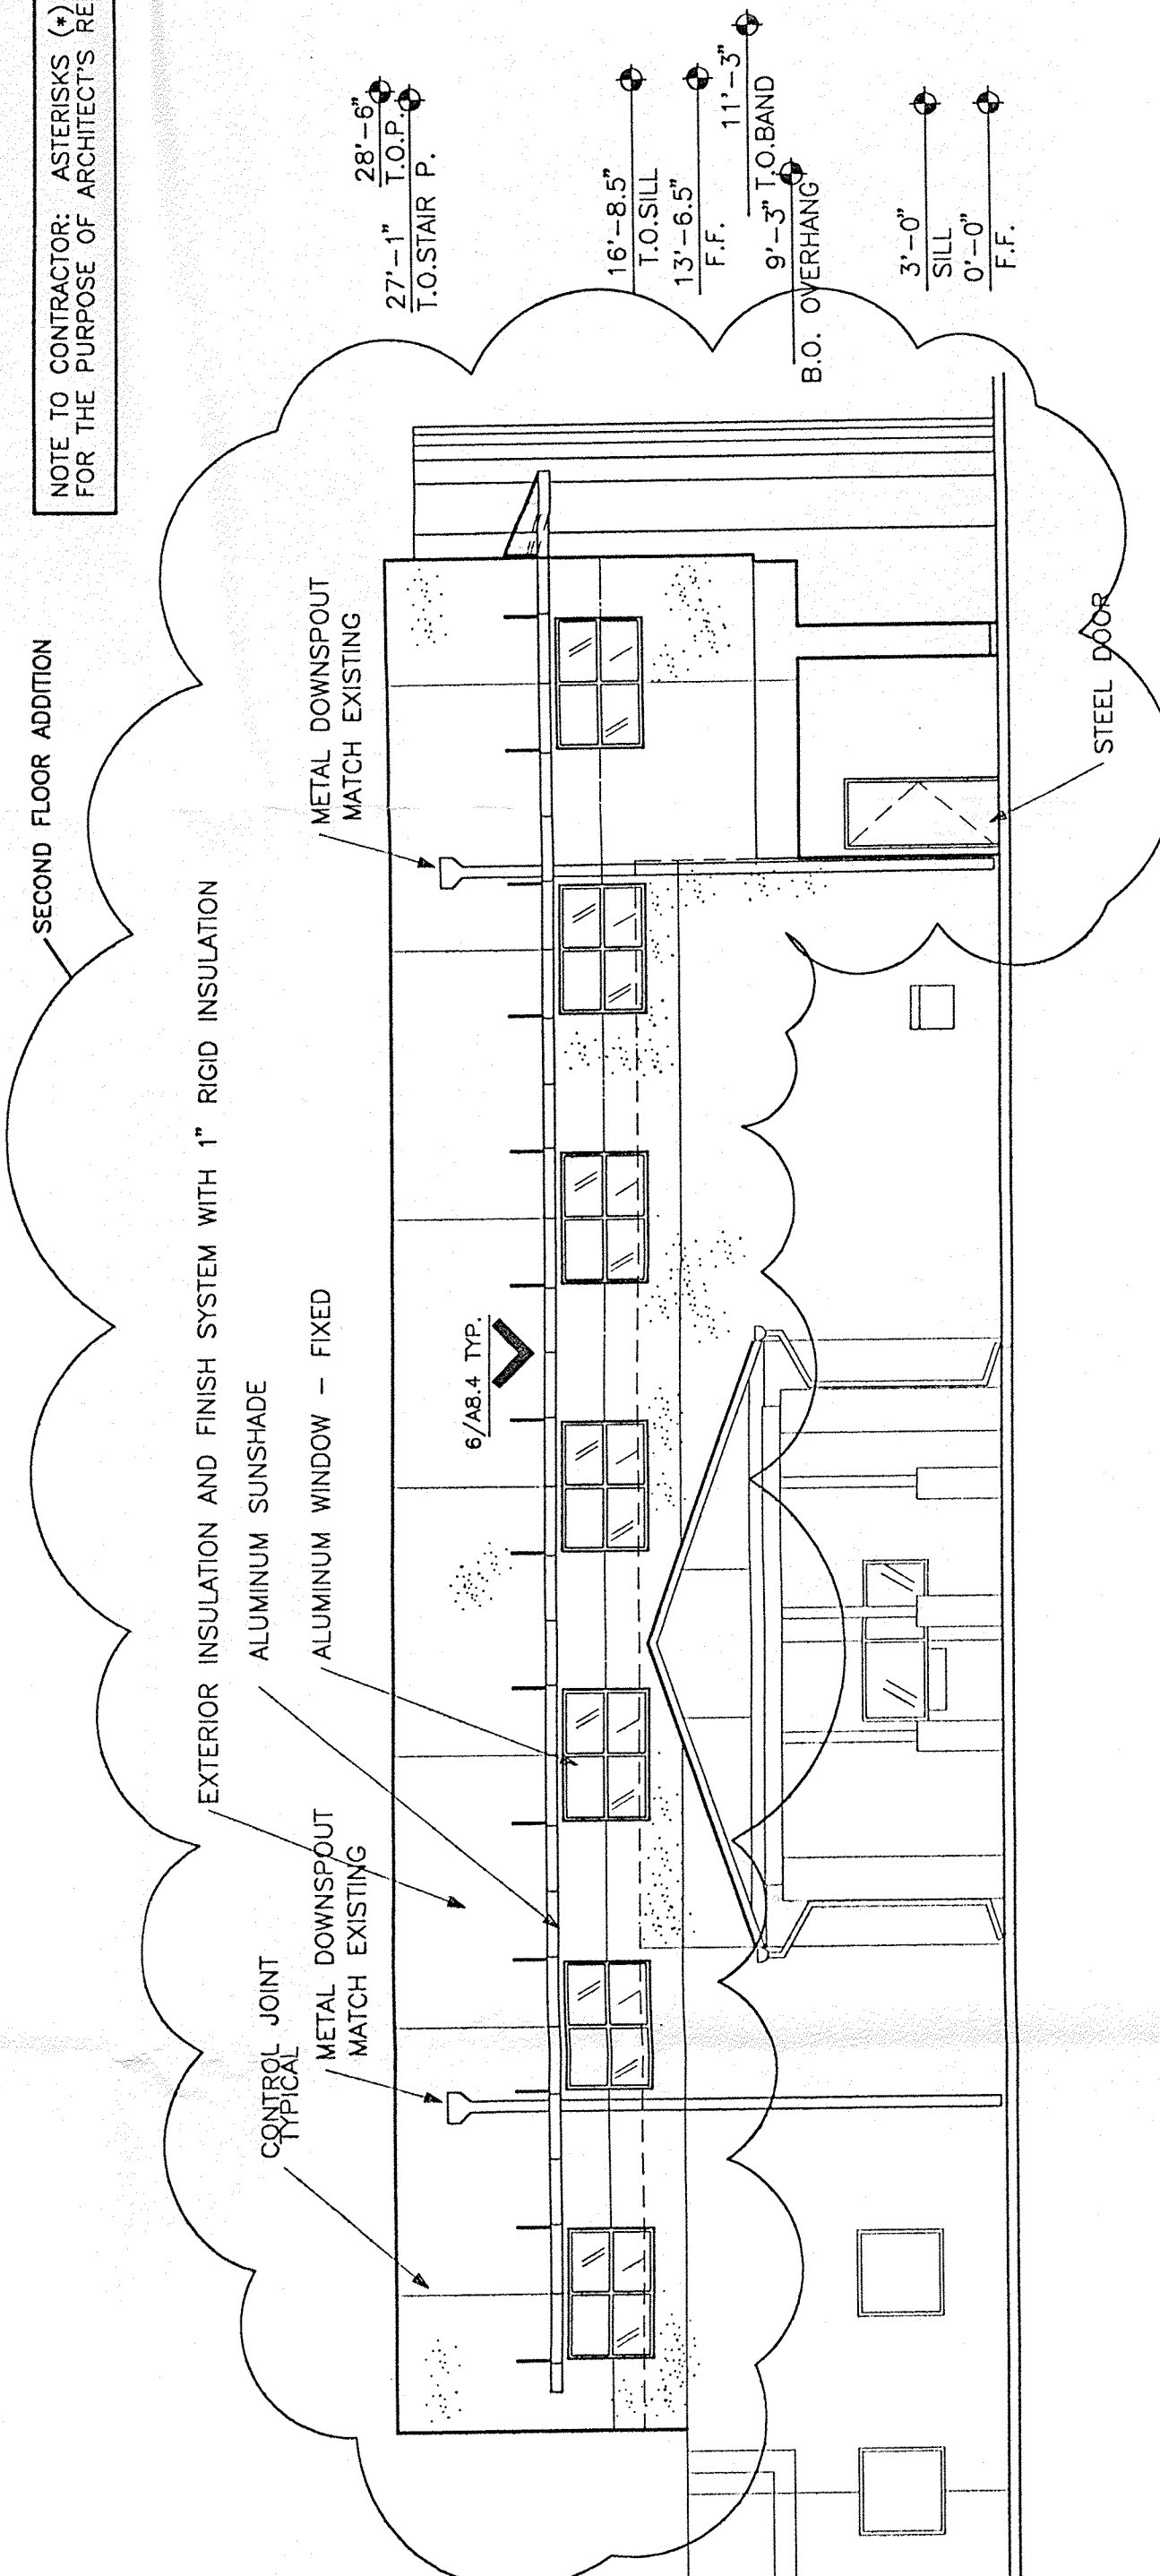 NOTE TO CONTRACTOR: ASTERISKS (*)
FOR THE PURPOSE OF ARCHITECT'S
SECOND FLOOR ADDITION
EXTERIOR INSULATION AND FINISH SYSTEM WITH 1" RIGID INSULATION
ALUMINUM SUNSHADE
ALUMINUM WINDOW - FIXED
CONTROL JOINT
TYPICAL
METAL DOWNSPOUT
MATCH EXISTING
6/A8.4 TYP.
METAL DOWNSPOUT
MATCH EXISTING
STEEL DOOR
28'-6"
T.O.P.
27'-1"
T.O.STAIR P.
16'-8.5"
T.O.SILL
13'-6.5"
F.F.
11'-3"
T.O.BAND
9'-3"
B.O. OVERHANG
3'-0"
SILL
0'-0"
F.F.